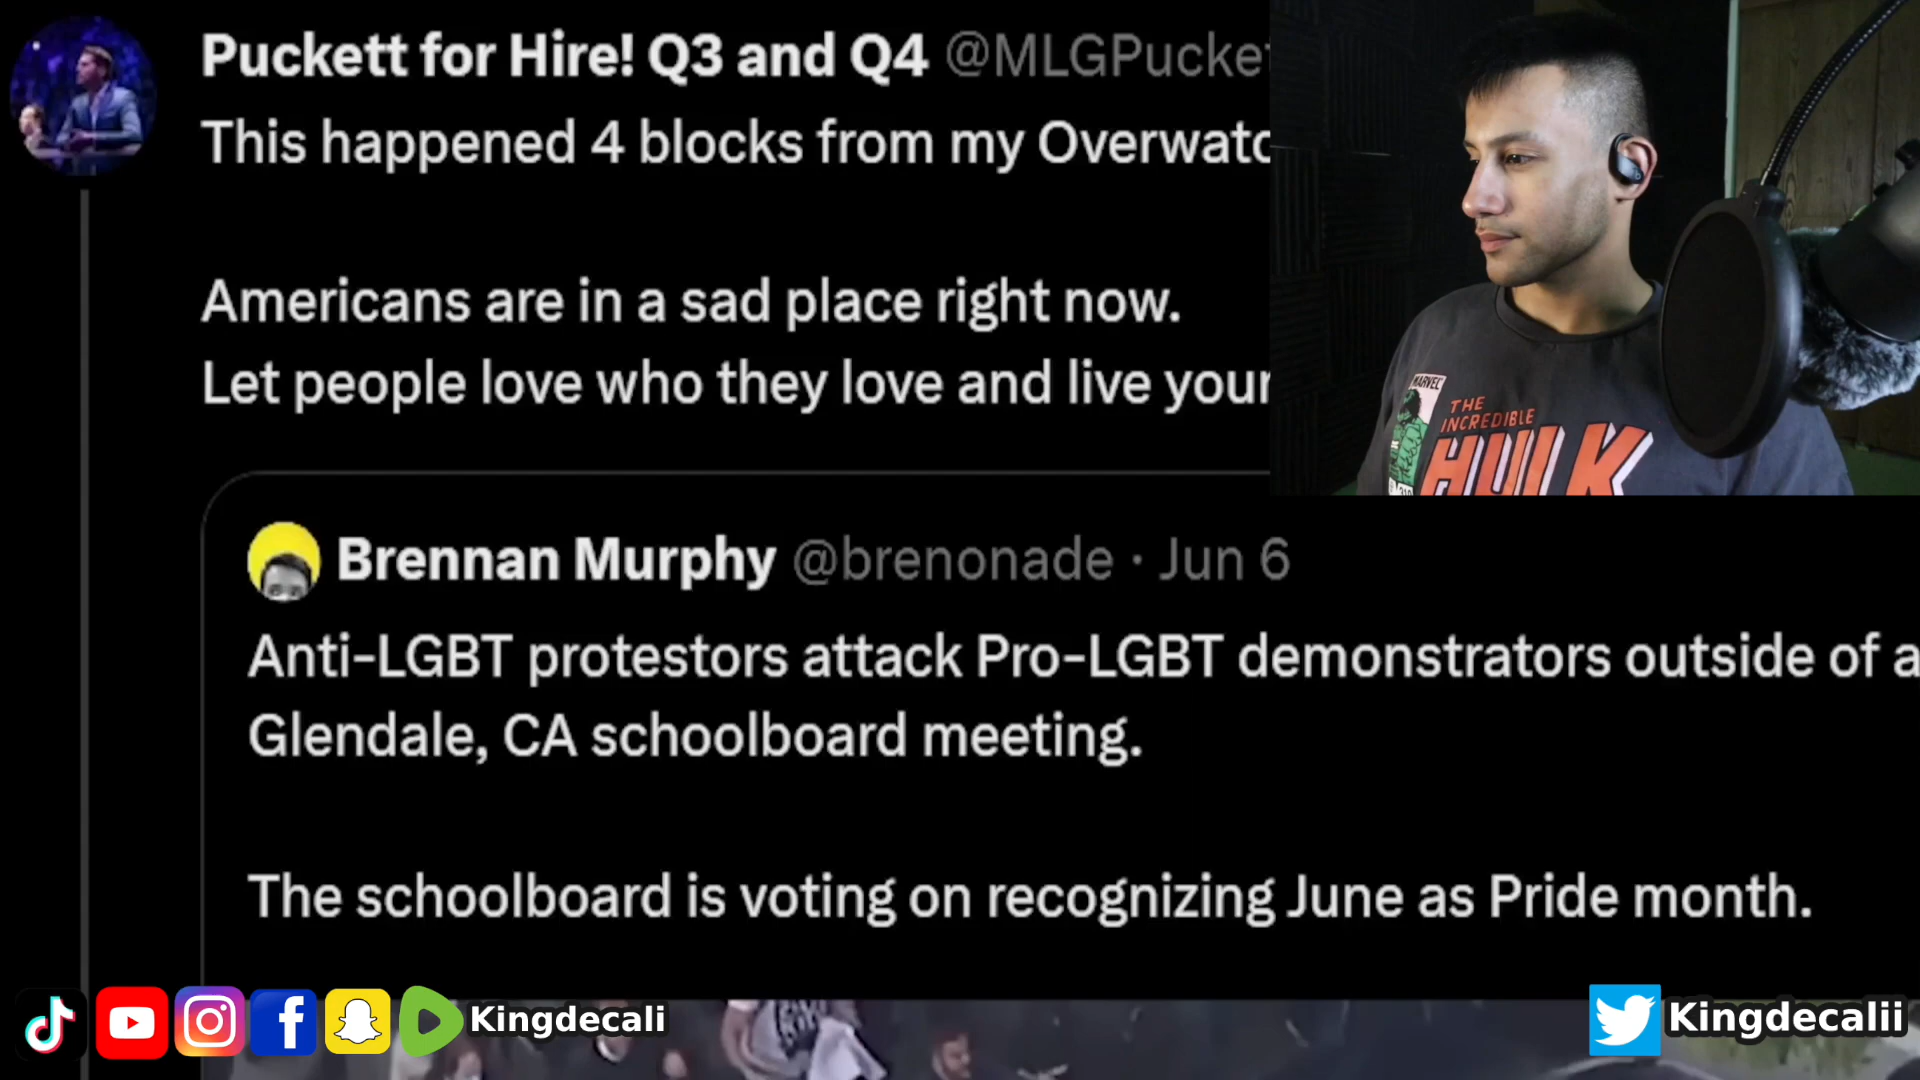 Puckett for Hire! Q3 and Q4 @MLGPucket
This happened 4 blocks from my Overwatc
Americans are in a sad place right now.
Let people love who they love and live your
MARVEL
THE
INCREDIBLE
HULK
Brennan Murphy @brenonade · Jun 6
Anti-LGBT protestors attack Pro-LGBT demonstrators outside of a
Glendale, CA schoolboard meeting.
The schoolboard is voting on recognizing June as Pride month.
Kingdecali
Kingdecalii